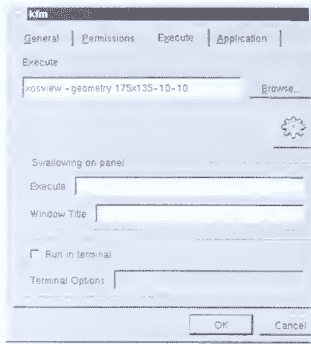 kfm
General Permissions Execute Application
Execute
xosview -geometry 175x135-10-10
Browse...
Swallowing on panel
Execute
Window Title
Run in terminal
Terminal Options
OK Cancel